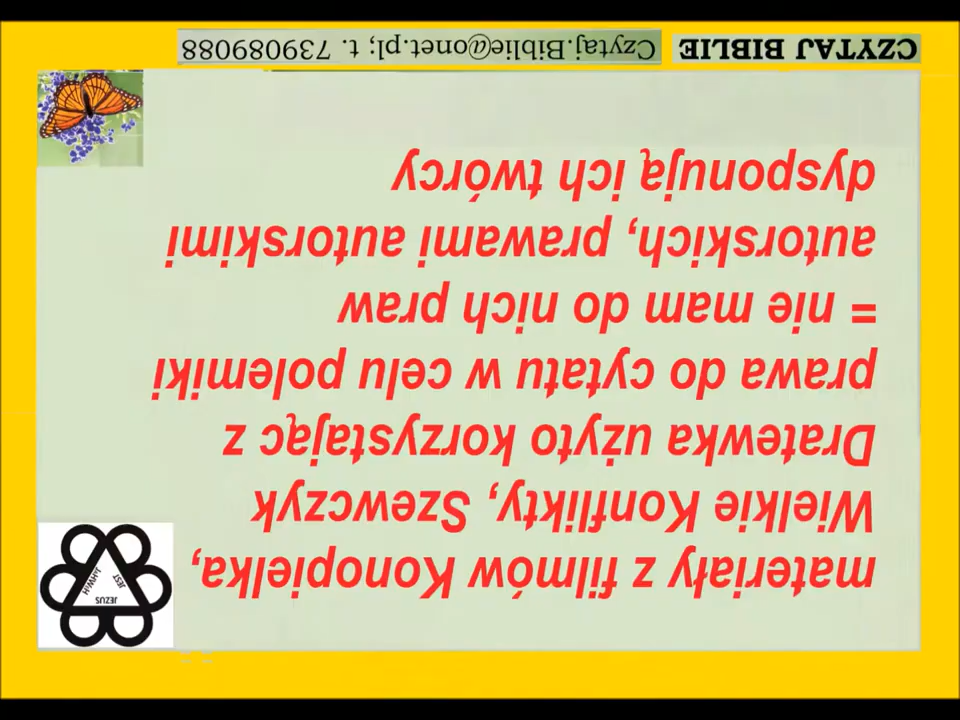 materiały z filmów Konopielka,
Wielkie Konflikty, Szewczyk
Dratewka użyto korzystając z
prawa do cytatu w celu polemiki
= nie mam do nich praw
autorskich, prawami autorskimi
dysponują ich twórcy
JEZUS
JEST
JAHWH
CZYTAJ BIBLIE Czytaj.Biblie@onet.pl; t. 739089088